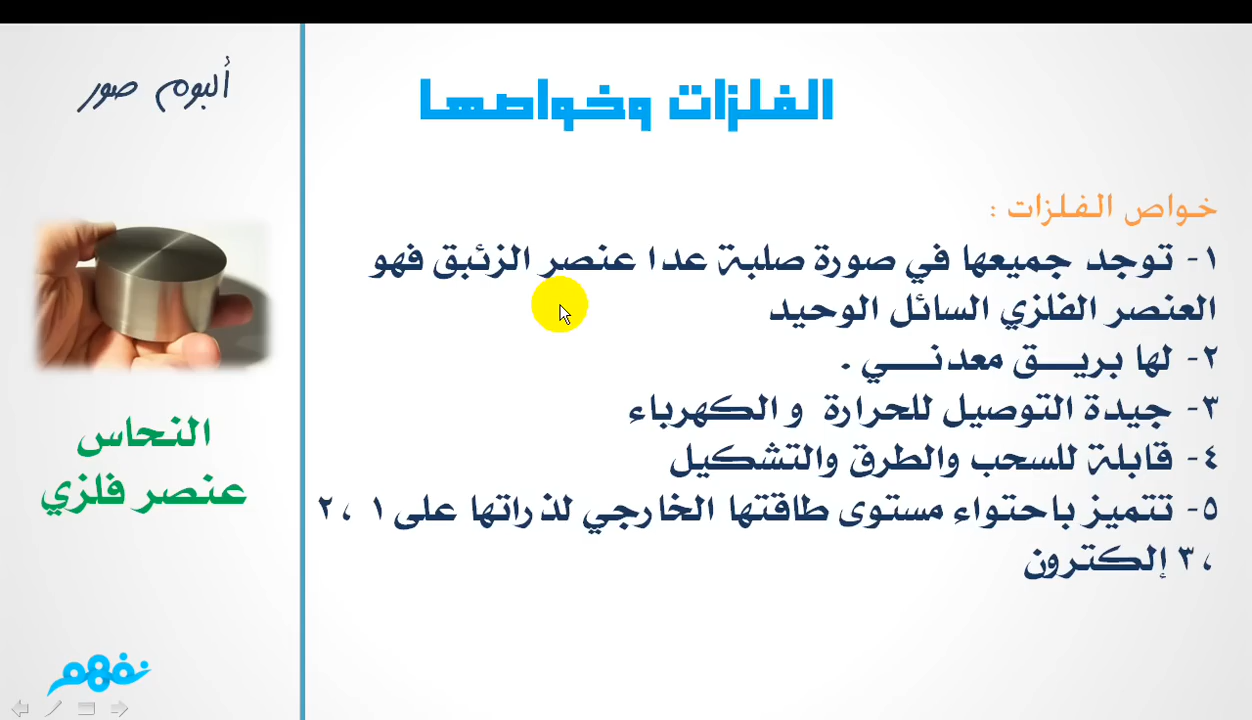 الفلزات وخواصها
خواص الفلزات :
١- توجد جميعها في صورة صلبة عدا عنصر الزئبق فهو
العنصر الفلزي السائل الوحيد
٢- لها بريـــق معدنـــي .
٣- جيدة التوصيل للحرارة و الكهرباء
٤- قابلة للسحب والطرق والتشكيل
٥- تتميز باحتواء مستوى طاقتها الخارجي لذراتها على ١ ، ٢
، ٣ إلكترون
ألبوم صور
النحاس
عنصر فلزي
نفهم